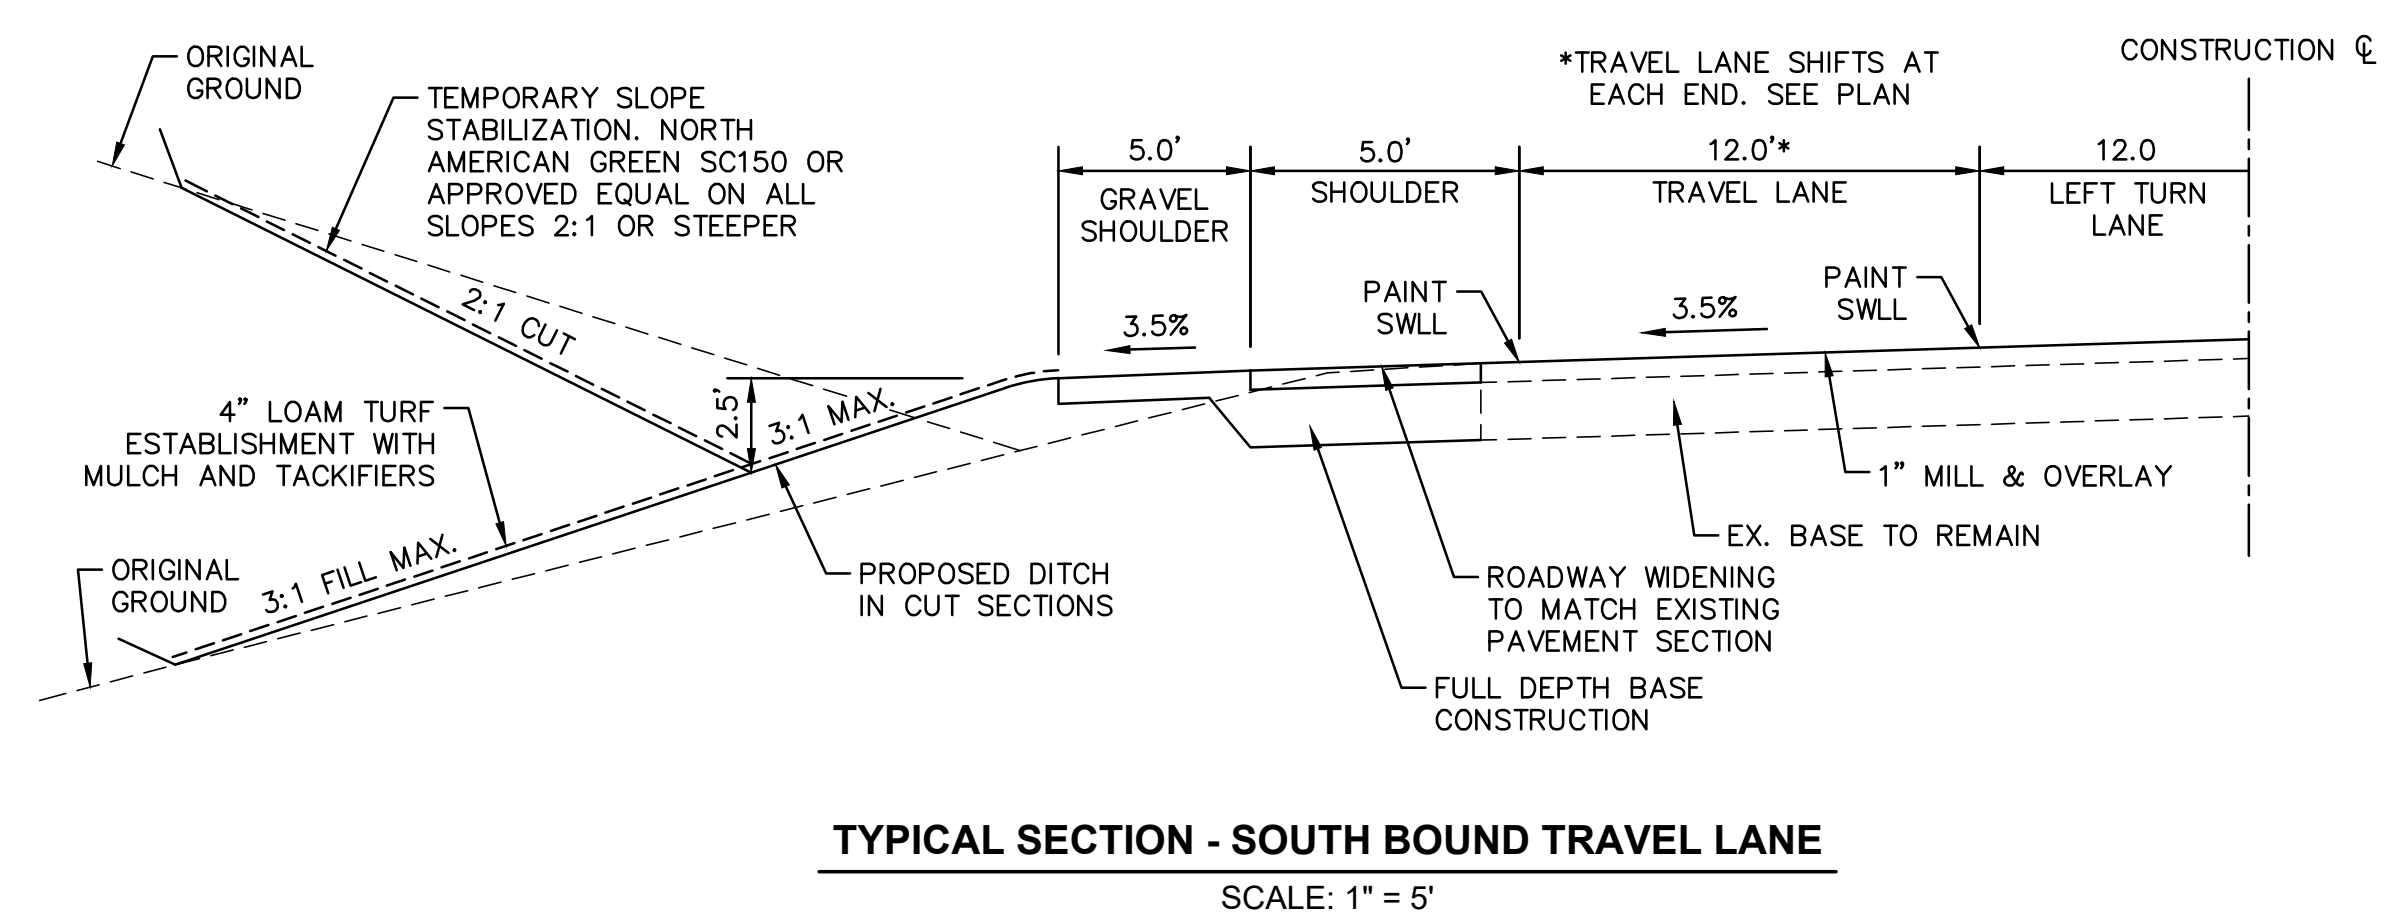 ORIGINAL
GROUND
TEMPORARY SLOPE
STABILIZATION. NORTH
AMERICAN GREEN SC150 OR
APPROVED EQUAL ON ALL
SLOPES 2:1 OR STEEPER
*TRAVEL LANE SHIFTS AT
EACH END. SEE PLAN
CONSTRUCTION ℄
5.0'
GRAVEL
SHOULDER
5.0'
SHOULDER
12.0'*
TRAVEL LANE
12.0
LEFT TURN
LANE
PAINT
SWLL
PAINT
SWLL
3.5%
3.5%
2:1 CUT
2.5'
3:1 MAX.
4" LOAM TURF
ESTABLISHMENT WITH
MULCH AND TACKIFIERS
3:1 FILL MAX.
ORIGINAL
GROUND
PROPOSED DITCH
IN CUT SECTIONS
1" MILL & OVERLAY
EX. BASE TO REMAIN
ROADWAY WIDENING
TO MATCH EXISTING
PAVEMENT SECTION
FULL DEPTH BASE
CONSTRUCTION
TYPICAL SECTION - SOUTH BOUND TRAVEL LANE
SCALE: 1" = 5'